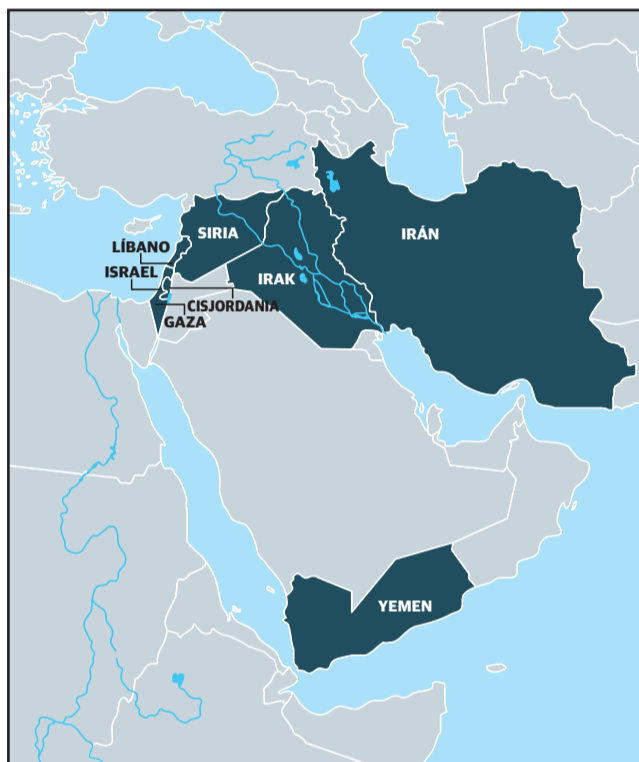 IRÁN
SIRIA
LÍBANO
ISRAEL
IRAK
CISJORDANIA
GAZA
YEMEN